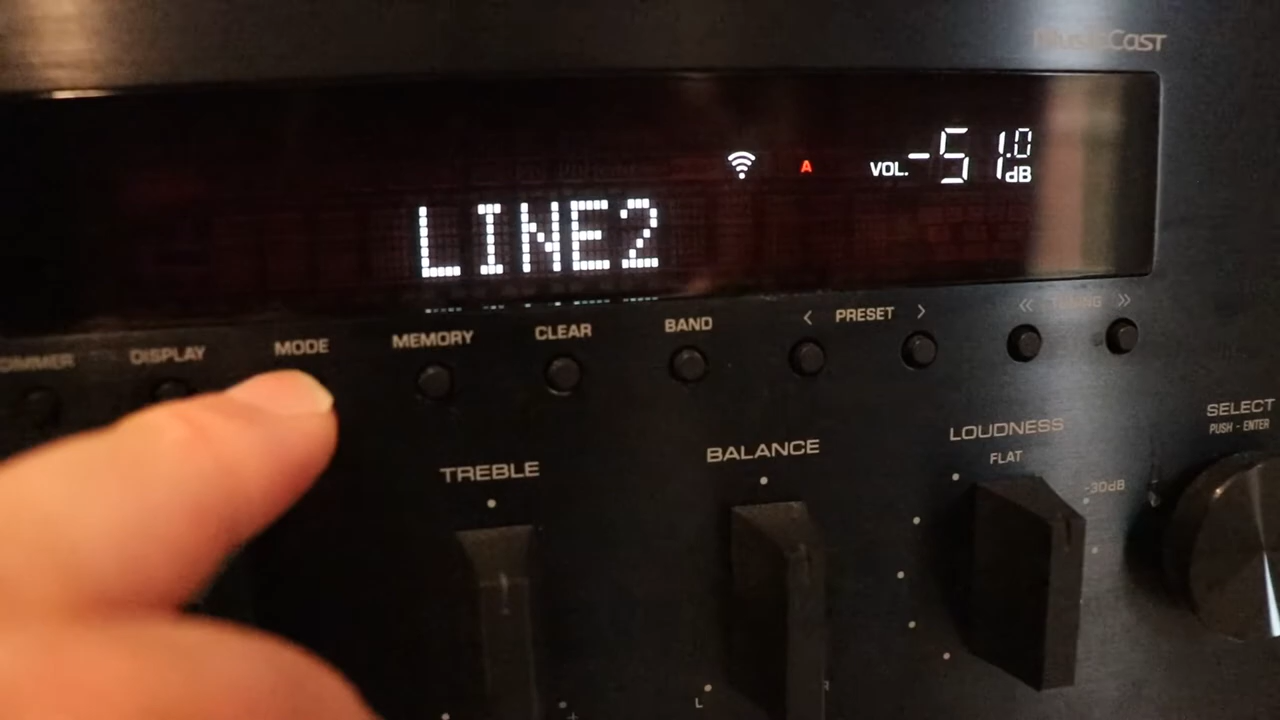 MusicCast
A VOL. -51.0 dB
LINE2
DIMMER DISPLAY MODE MEMORY CLEAR BAND < PRESET > << TUNING >>
TREBLE BALANCE LOUDNESS SELECT
FLAT PUSH - ENTER
-30dB
L R
- +